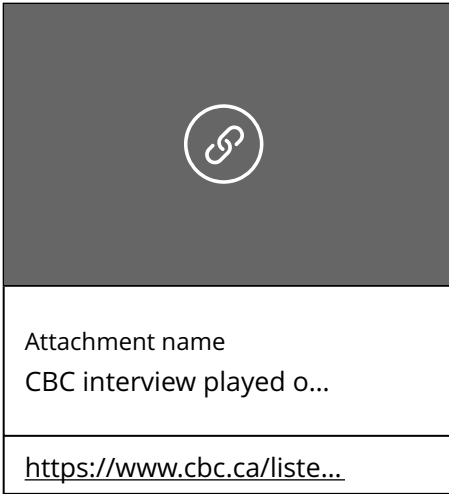 Attachment name
CBC interview played o...
https://www.cbc.ca/liste...